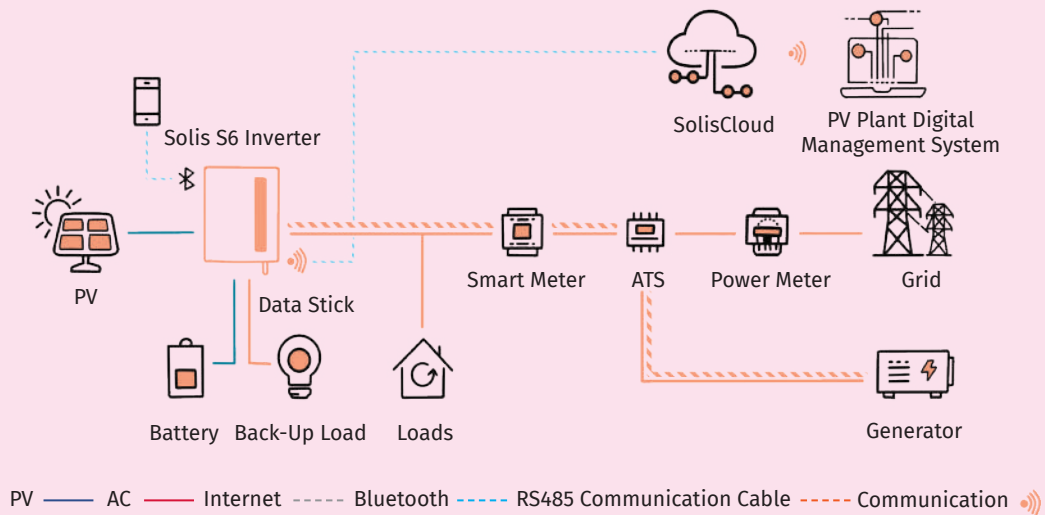 SolisCloud
PV Plant Digital
Management System
Solis S6 Inverter
PV
Data Stick
Smart Meter
ATS
Power Meter
Grid
Battery
Back-Up Load
Loads
Generator
PV AC Internet Bluetooth RS485 Communication Cable Communication